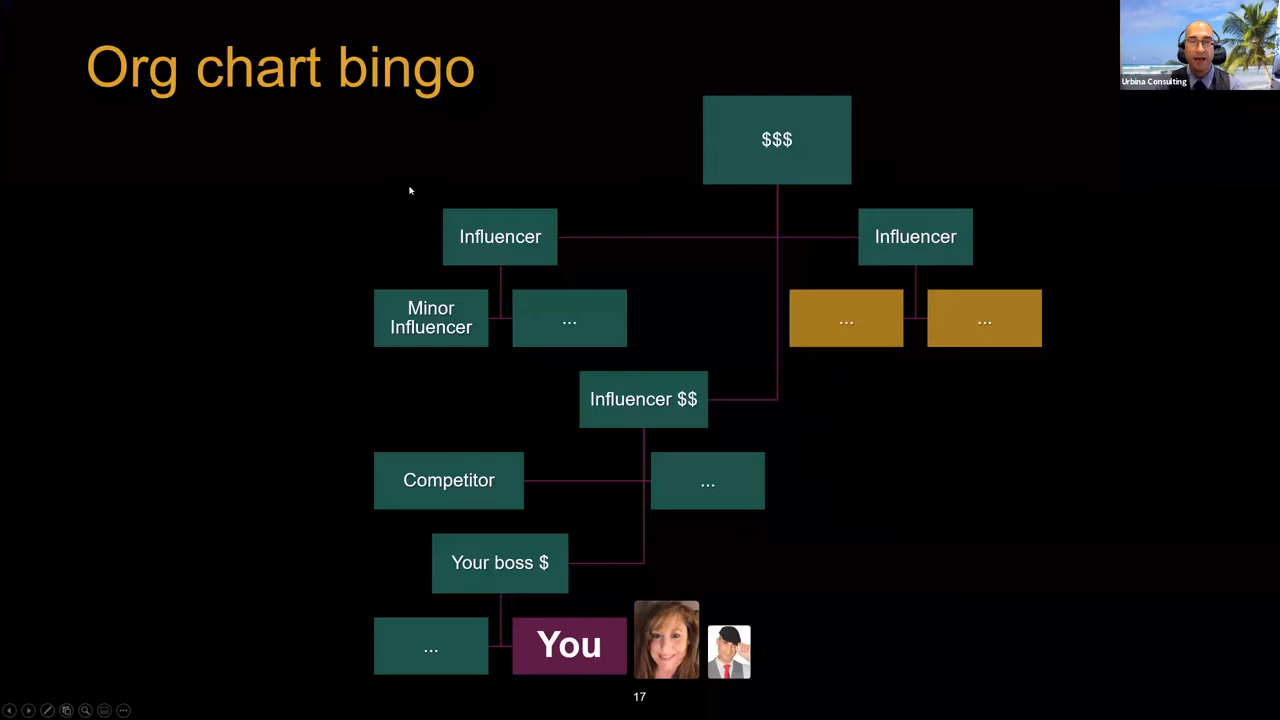 Org chart bingo
Urbina Consulting
$$$
Influencer
Influencer
Minor
Influencer
...
...
...
Influencer $$
Competitor
...
Your boss $
...
You
17